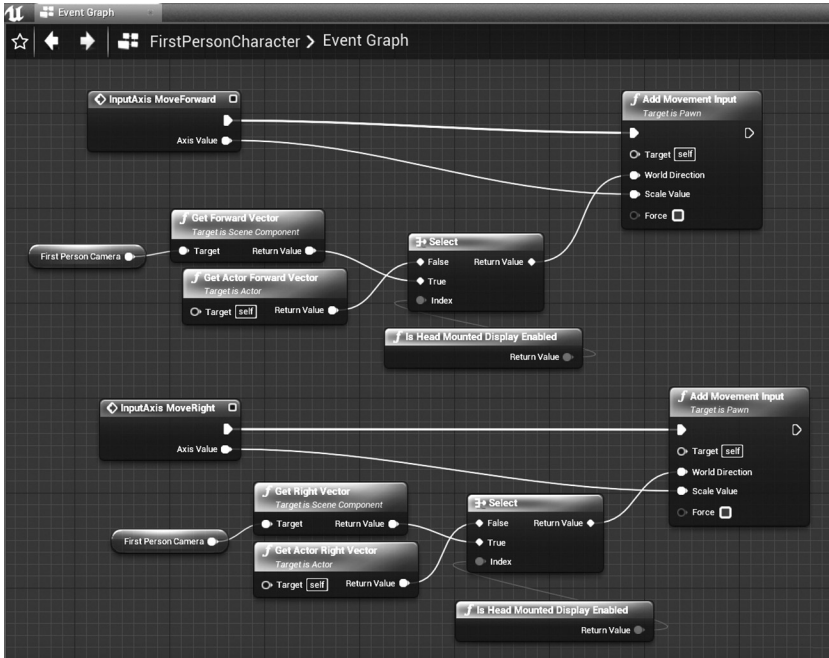 Event Graph
FirstPersonCharacter > Event Graph
InputAxis MoveForward
Axis Value
Add Movement Input
Target is Pawn
Target self
World Direction
Scale Value
Force
Get Forward Vector
Target is Scene Component
Target Return Value
First Person Camera
Get Actor Forward Vector
Target is Actor
Target self Return Value
Select
False Return Value
True
Index
Is Head Mounted Display Enabled
Return Value
InputAxis MoveRight
Axis Value
Add Movement Input
Target is Pawn
Target self
World Direction
Scale Value
Force
Get Right Vector
Target is Scene Component
Target Return Value
First Person Camera
Get Actor Right Vector
Target is Actor
Target self Return Value
Select
False Return Value
True
Index
Is Head Mounted Display Enabled
Return Value